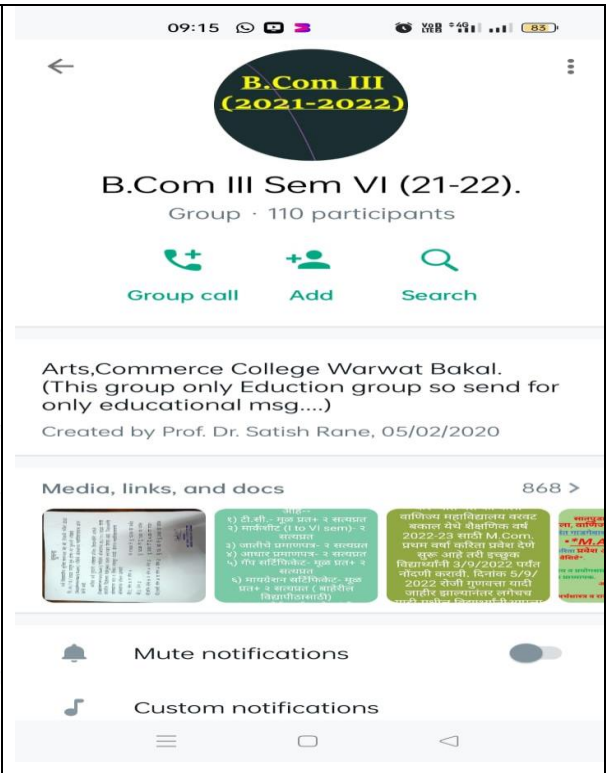 09:15
VoLTE 4G 83
B.Com III
(2021-2022)
B.Com III Sem VI (21-22).
Group · 110 participants
Group call Add Search
Arts,Commerce College Warwat Bakal.
(This group only Eduction group so send for
only educational msg....)
Created by Prof. Dr. Satish Rane, 05/02/2020
Media, links, and docs 868 >
आहे--
१) टी.सी.- मूळ प्रत+ २ सत्यप्रत
२) मार्कसीट (I to VI sem)- २
सत्यप्रत
३) जातीचे प्रमाणपत्र- २ सत्यप्रत
४) आधार प्रमाणपत्र- २ सत्यप्रत
५) गॅप सर्टिफिकेट- मूळ प्रत+ २
सत्यप्रत
६) मायग्रेशन सर्टिफिकेट- मूळ
प्रत+ २ सत्यप्रत ( बाहेरील
विद्यापीठासाठी)
वाणिज्य महाविद्यालय वरवट
बकाल येथे शैक्षणिक वर्ष
2022-23 साठी M.Com.
प्रथम वर्षा करिता प्रवेश देणे
सुरू आहे तरी इच्छुक
विद्यार्थ्यांनी 3/9/2022 पर्यंत
नोंदणी करावी. दिनांक 5/9/
2022 रोजी गुणवत्ता यादी
जाहीर झाल्यानंतर लगेचच
Mute notifications
Custom notifications